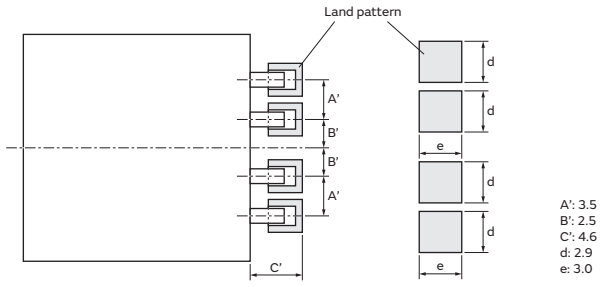 Land pattern
A’
B’
B’
A’
C’
d
d
e
d
d
e
A’: 3.5
B’: 2.5
C’: 4.6
d: 2.9
e: 3.0